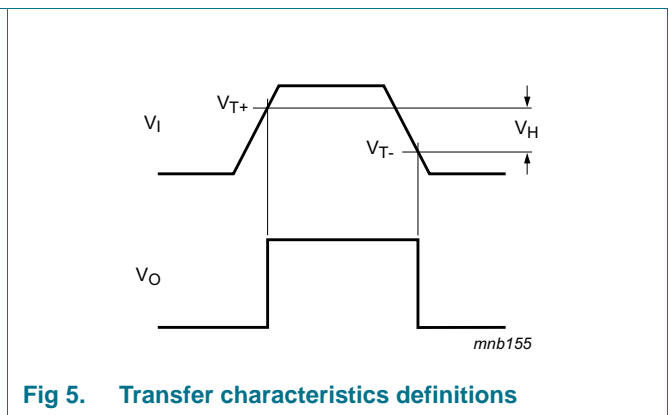 VT+
VI
VH
VT-
VO
mnb155
Fig 5. Transfer characteristics definitions